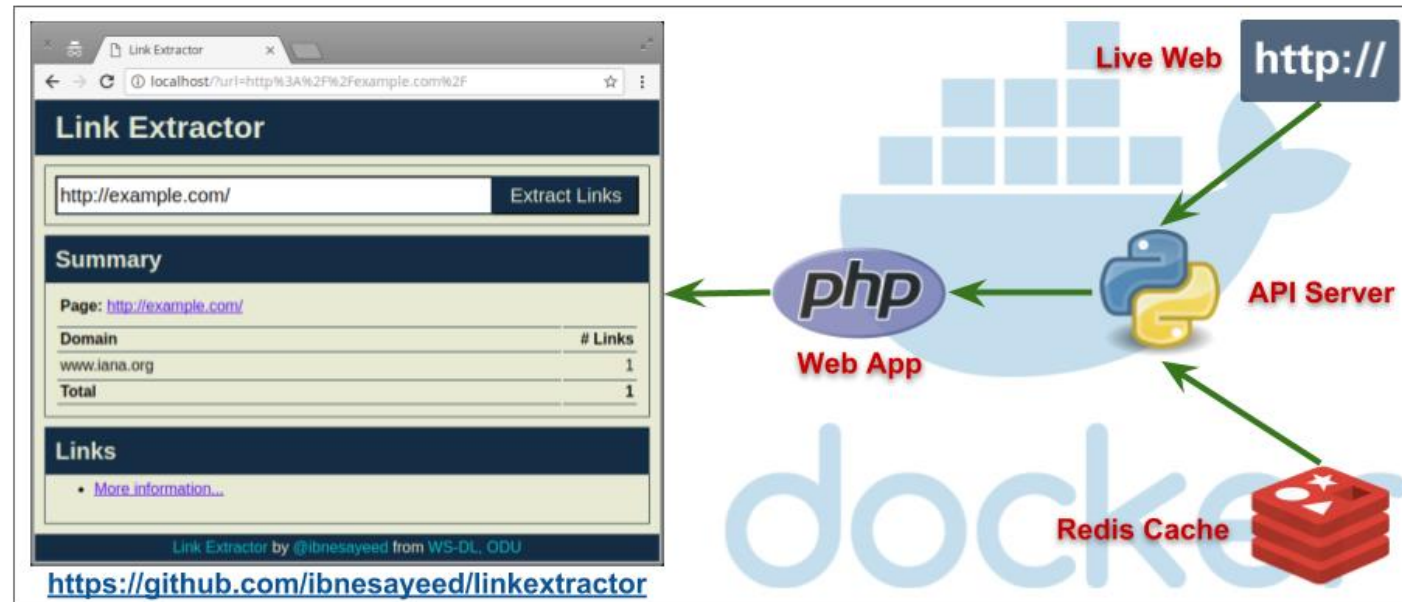 Link Extractor
localhost/?url=http%3A%2F%2Fexample.com%2F
Link Extractor
http://example.com/
Extract Links
Summary
Page: http://example.com/
Domain # Links
www.iana.org 1
Total 1
Links
• More information...
Link Extractor by @ibnesayeed from WS-DL, ODU
https://github.com/ibnesayeed/linkextractor
Live Web
http://
php
Web App
API Server
Redis Cache
docker